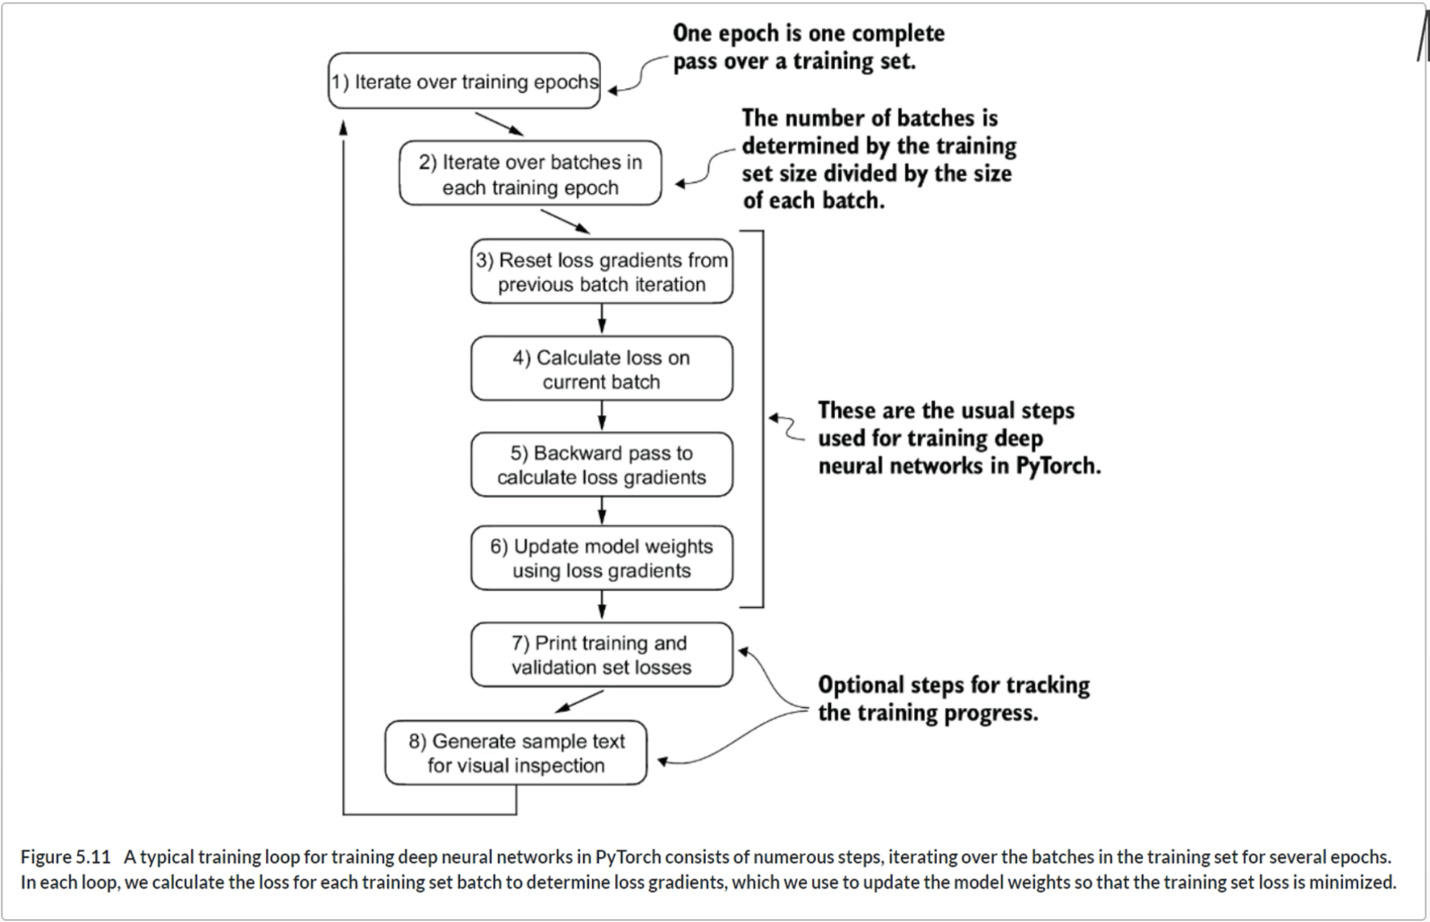 One epoch is one complete
pass over a training set.
1) Iterate over training epochs
The number of batches is
determined by the training
set size divided by the size
of each batch.
2) Iterate over batches in
each training epoch
3) Reset loss gradients from
previous batch iteration
4) Calculate loss on
current batch
5) Backward pass to
calculate loss gradients
6) Update model weights
using loss gradients
These are the usual steps
used for training deep
neural networks in PyTorch.
7) Print training and
validation set losses
8) Generate sample text
for visual inspection
Optional steps for tracking
the training progress.
Figure 5.11 A typical training loop for training deep neural networks in PyTorch consists of numerous steps, iterating over the batches in the training set for several epochs.
In each loop, we calculate the loss for each training set batch to determine loss gradients, which we use to update the model weights so that the training set loss is minimized.